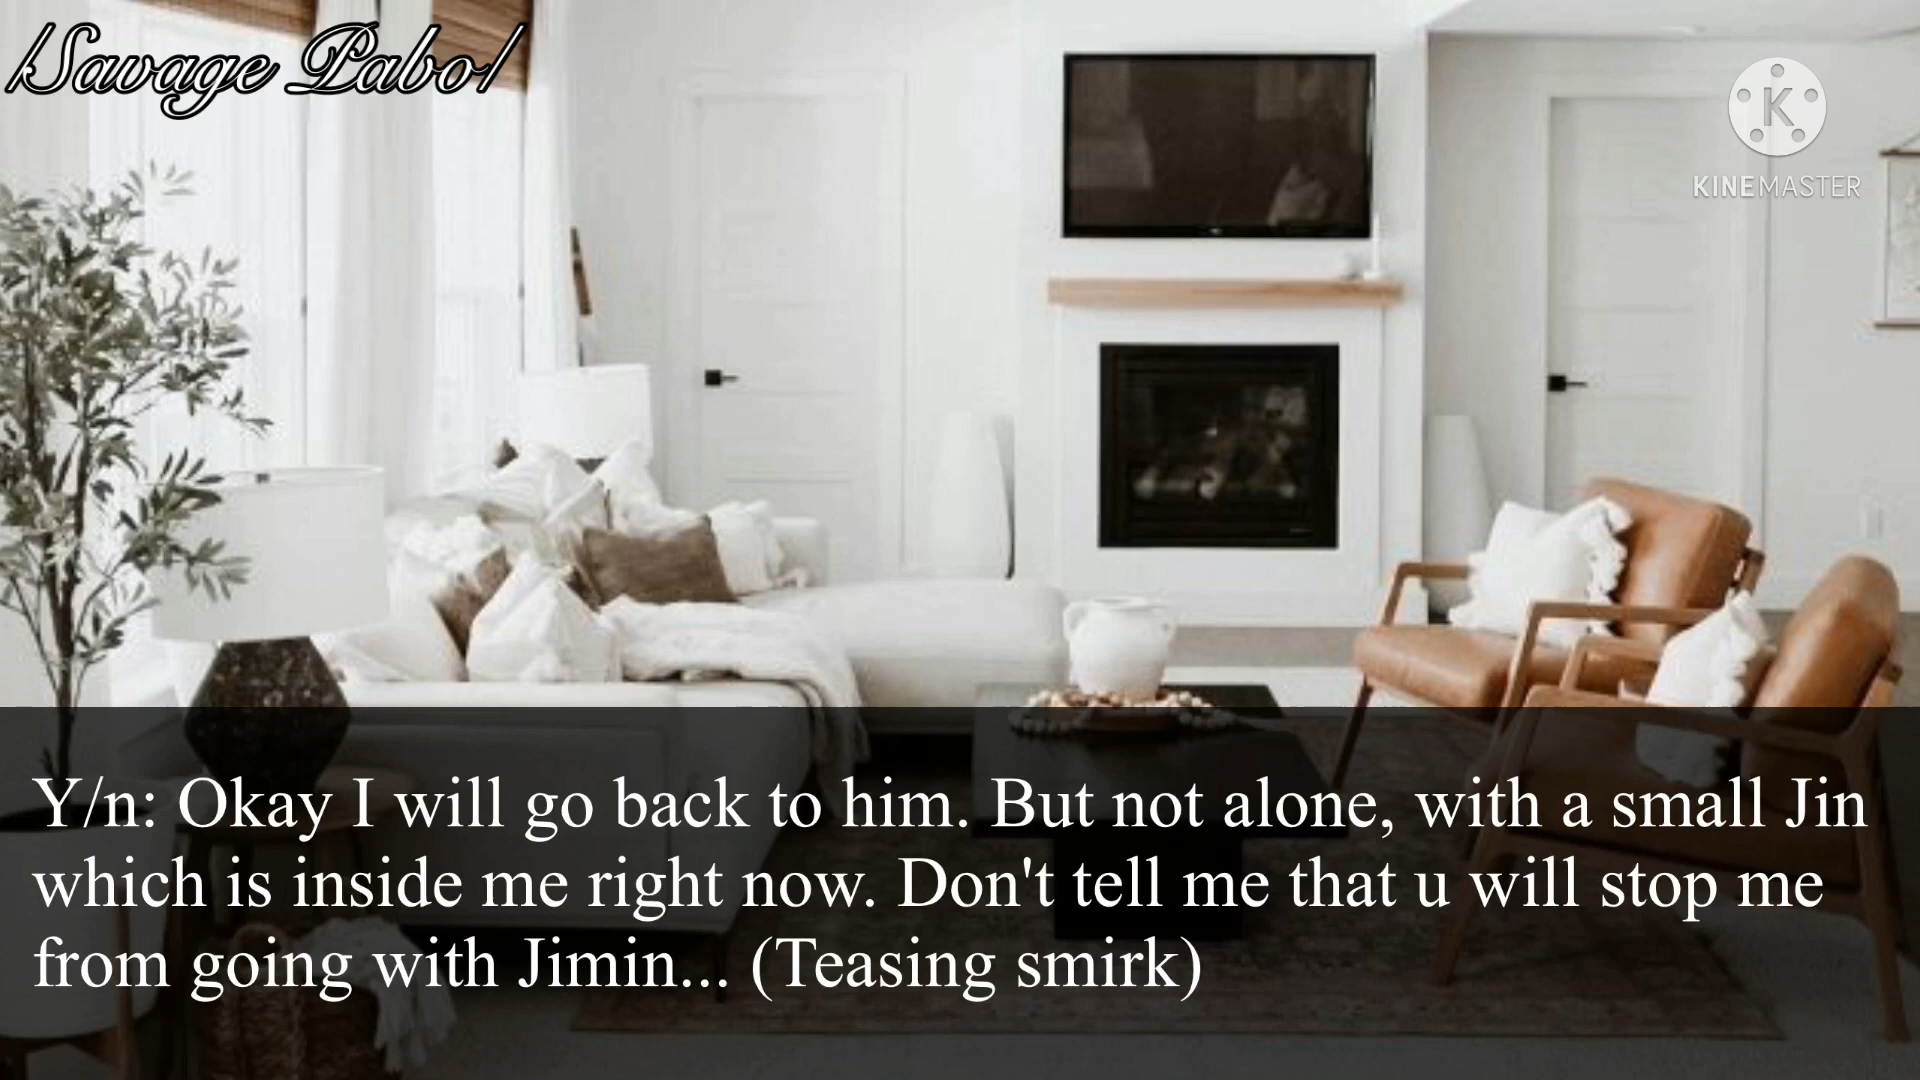 /Savage Pabo/
K
KINEMASTER
Y/n: Okay I will go back to him. But not alone, with a small Jin
which is inside me right now. Don't tell me that u will stop me
from going with Jimin... (Teasing smirk)